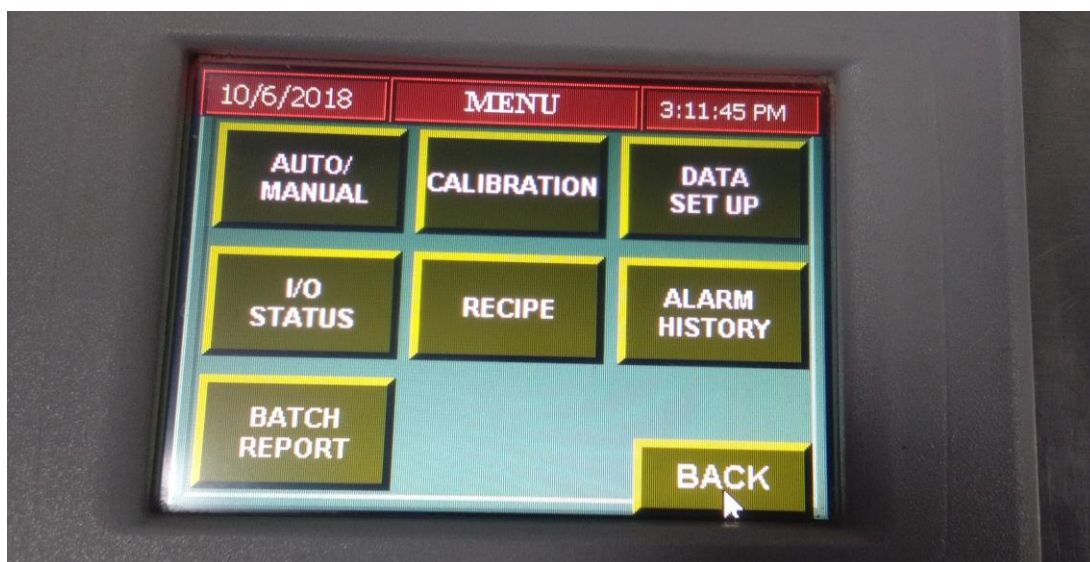 10/6/2018 MENU 3:11:45 PM
AUTO/
MANUAL
CALIBRATION
DATA
SET UP
I/O
STATUS
RECIPE
ALARM
HISTORY
BATCH
REPORT
BACK